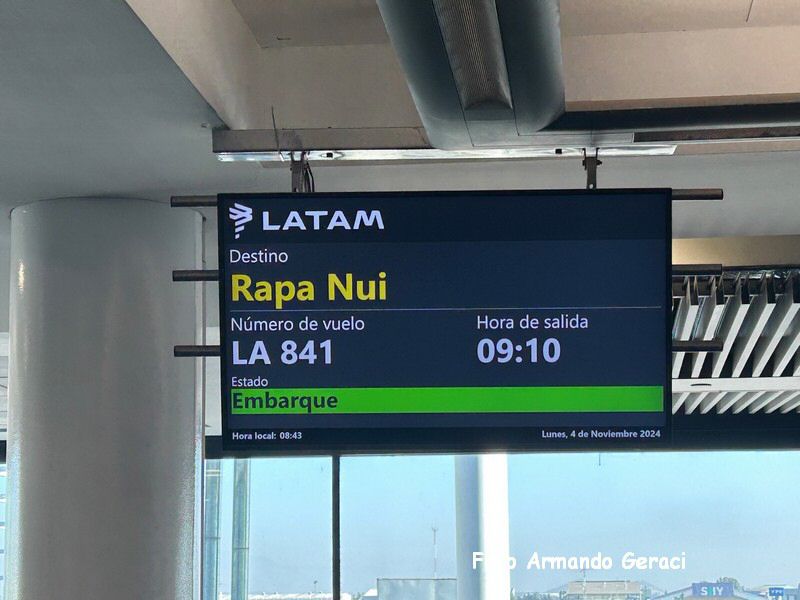 LATAM
Destino
Rapa Nui
Número de vuelo
Hora de salida
LA 841
09:10
Estado
Embarque
Hora local: 08:43
Lunes, 4 de Noviembre 2024
Armando Geraci
SKY